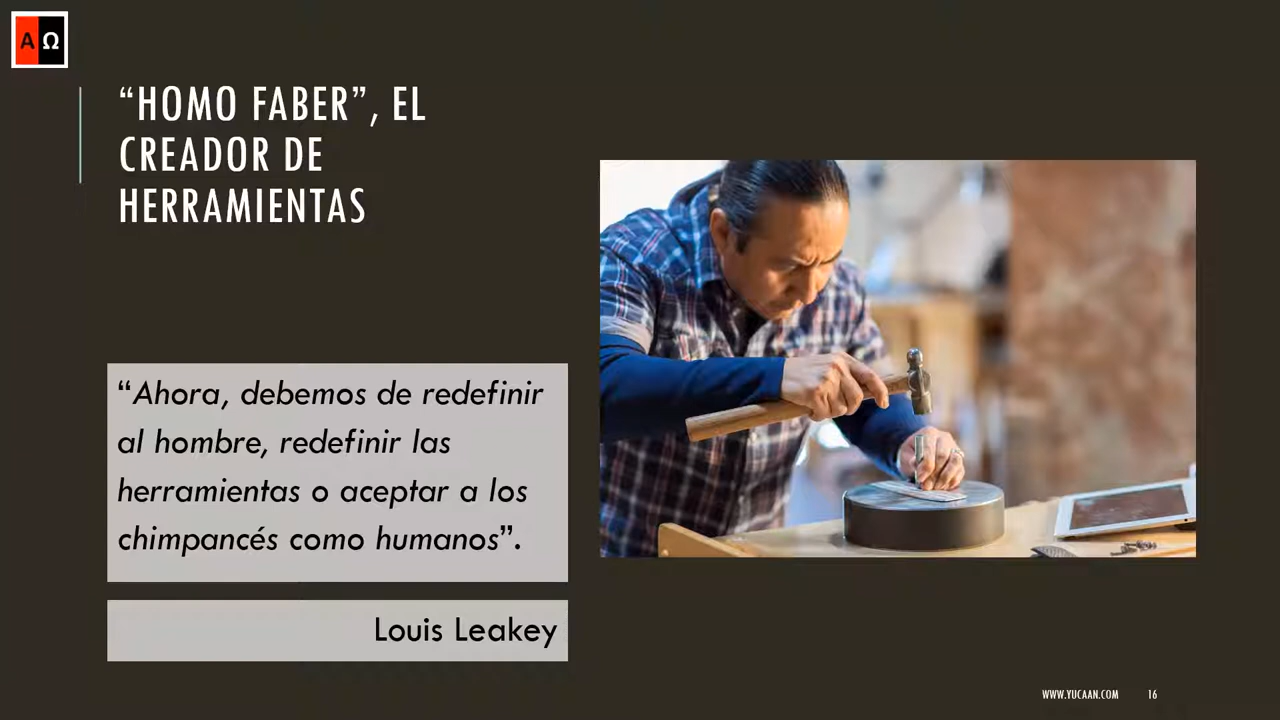 AΩ
“HOMO FABER”, EL
CREADOR DE
HERRAMIENTAS
“Ahora, debemos de redefinir
al hombre, redefinir las
herramientas o aceptar a los
chimpancés como humanos”.
Louis Leakey
WWW.YUCAAN.COM 16